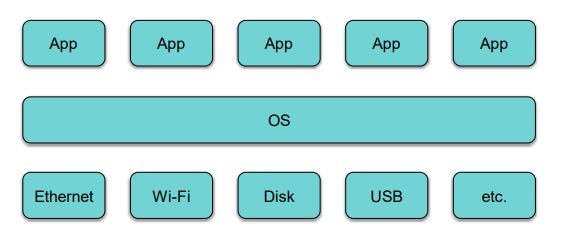 App App App App App
OS
Ethernet Wi-Fi Disk USB etc.